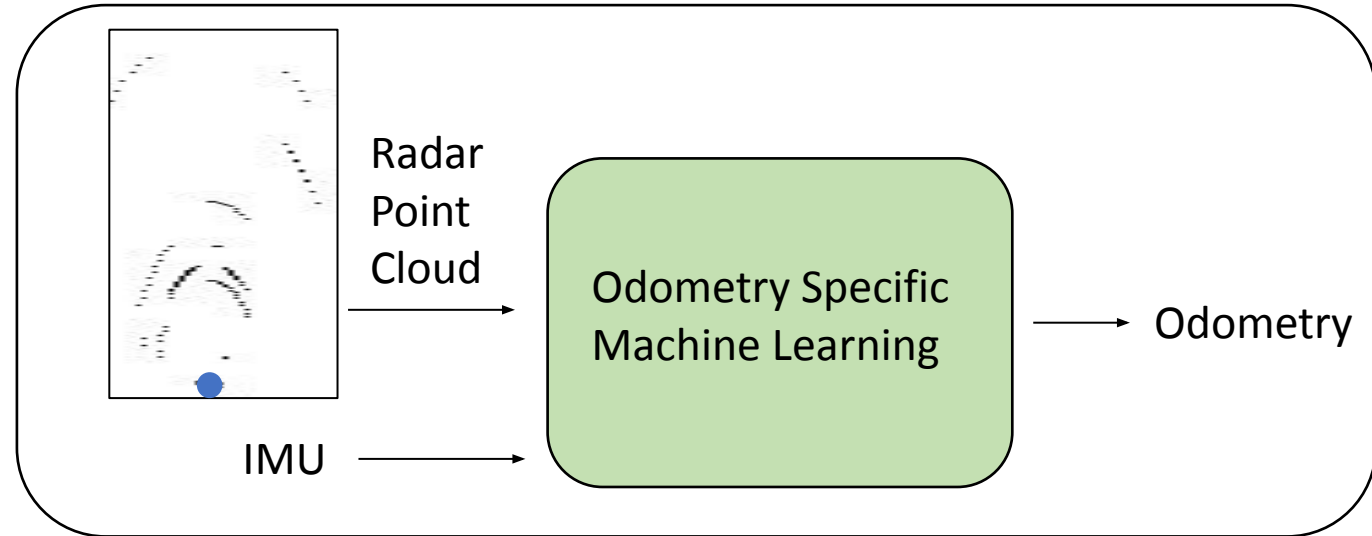 Radar
Point
Cloud
Odometry Specific
Machine Learning
Odometry
IMU